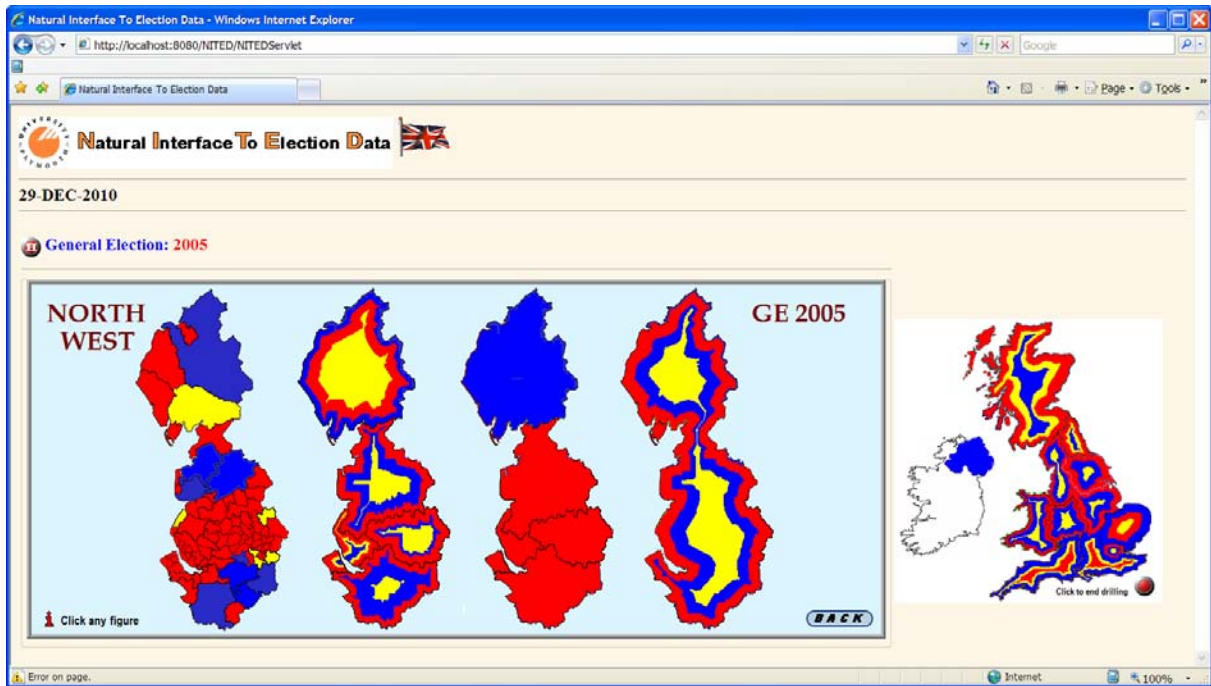 Natural Interface To Election Data - Windows Internet Explorer
http://localhost:8080/NITED/NITEDServlet
Google
Natural Interface To Election Data
Page
Tools
UNIVERSITY
PLYMOUTH
Natural Interface To Election Data
29-DEC-2010
General Election: 2005
NORTH
WEST
GE 2005
Click any figure
BACK
Click to end drilling
Error on page.
Internet
100%